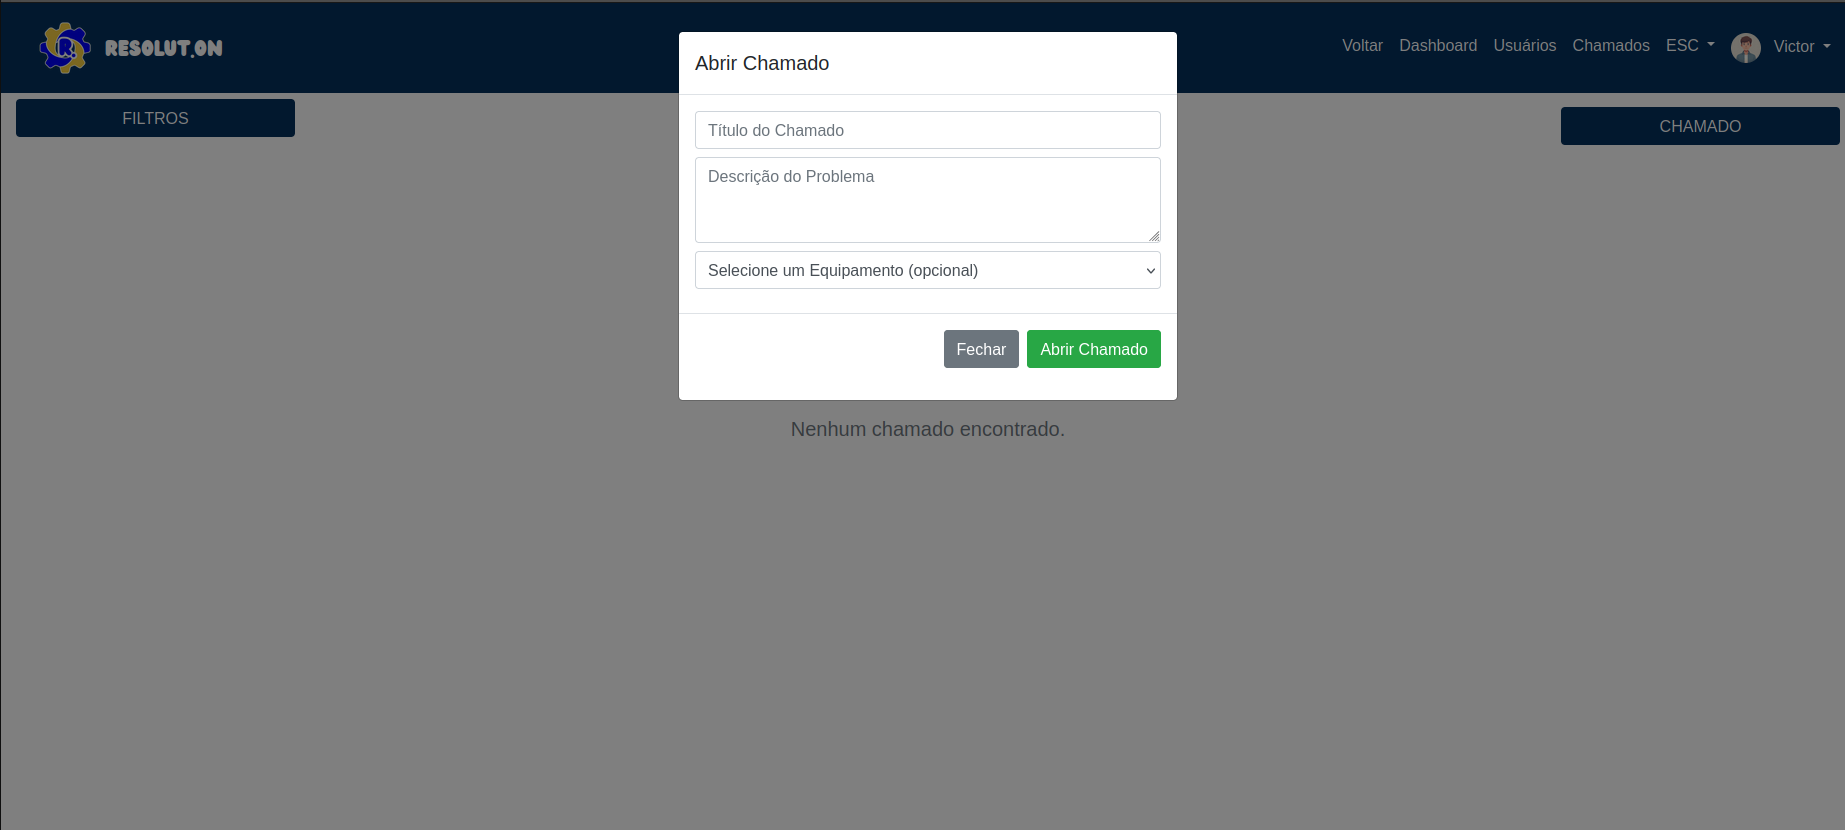 R.
RESOLUT.ON
Voltar Dashboard Usuários Chamados ESC Victor
FILTROS
CHAMADO
Abrir Chamado
Título do Chamado
Descrição do Problema
Selecione um Equipamento (opcional)
Fechar Abrir Chamado
Nenhum chamado encontrado.